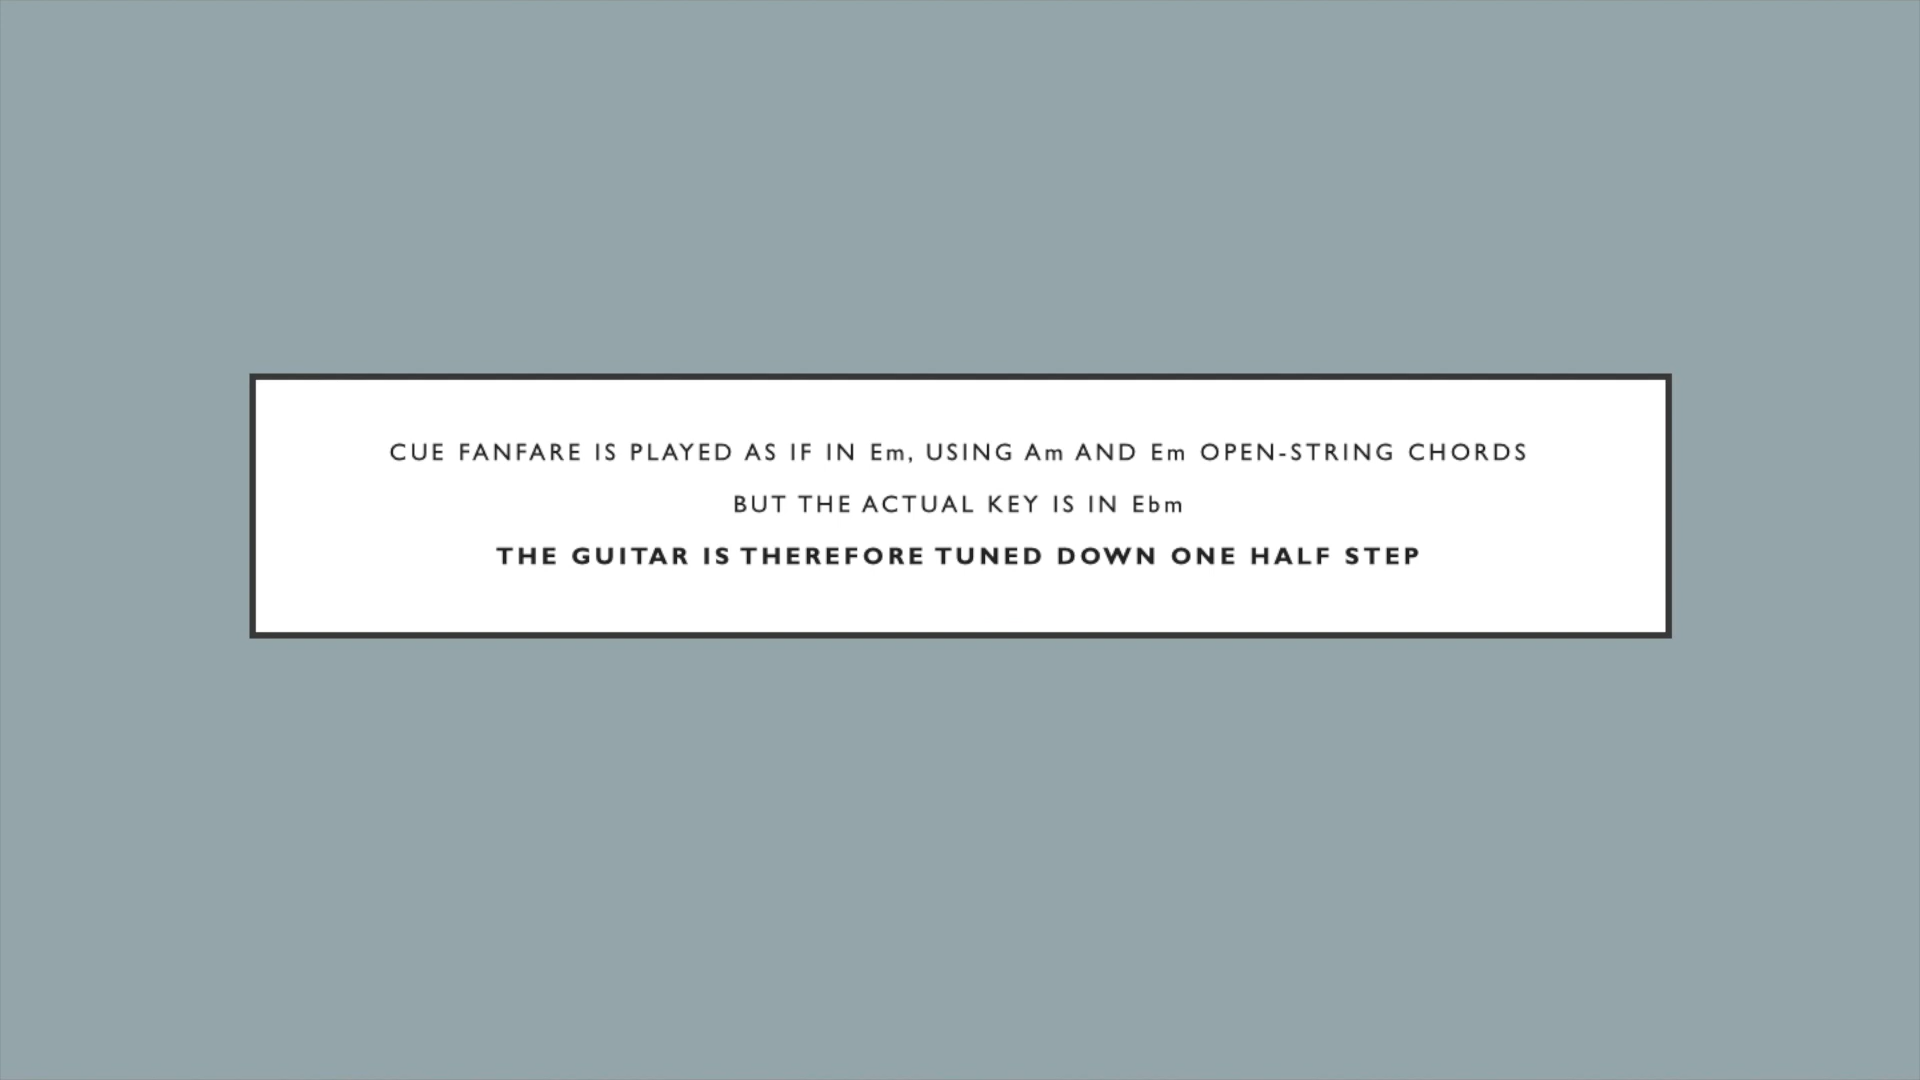 CUE FANFARE IS PLAYED AS IF IN Em, USING Am AND Em OPEN-STRING CHORDS
BUT THE ACTUAL KEY IS IN Ebm
THE GUITAR IS THEREFORE TUNED DOWN ONE HALF STEP